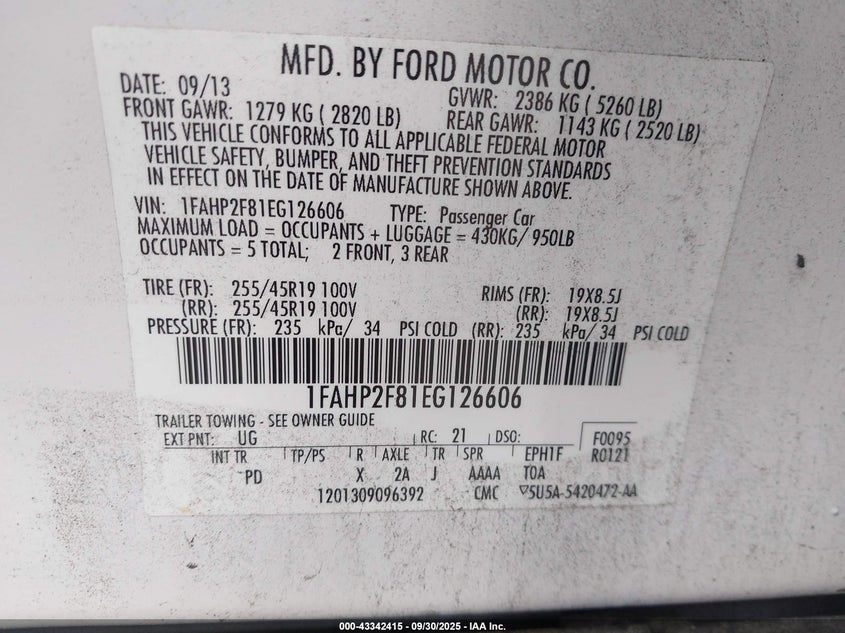 MFD. BY FORD MOTOR CO.
DATE: 09/13
GVWR: 2386 KG ( 5260 LB)
FRONT GAWR: 1279 KG ( 2820 LB)
REAR GAWR: 1143 KG ( 2520 LB)
THIS VEHICLE CONFORMS TO ALL APPLICABLE FEDERAL MOTOR
VEHICLE SAFETY, BUMPER, AND THEFT PREVENTION STANDARDS
IN EFFECT ON THE DATE OF MANUFACTURE SHOWN ABOVE.
VIN: 1FAHP2F81EG126606 TYPE: Passenger Car
MAXIMUM LOAD = OCCUPANTS + LUGGAGE = 430KG/ 950LB
OCCUPANTS = 5 TOTAL; 2 FRONT, 3 REAR
TIRE (FR): 255/45R19 100V RIMS (FR): 19X8.5J
(RR): 255/45R19 100V (RR): 19X8.5J
PRESSURE (FR): 235 kPa/ 34 PSI COLD (RR): 235 kPa/ 34 PSI COLD
1FAHP2F81EG126606
TRAILER TOWING - SEE OWNER GUIDE
EXT PNT: UG RC: 21 DSO: F0095
INT TR TP/PS R AXLE TR SPR EPH1F R0121
PD X 2A J AAAA T0A
1201309096392 CMC ▽5U5A-5420472-AA
000-43342415 - 09/30/2025 - IAA Inc.